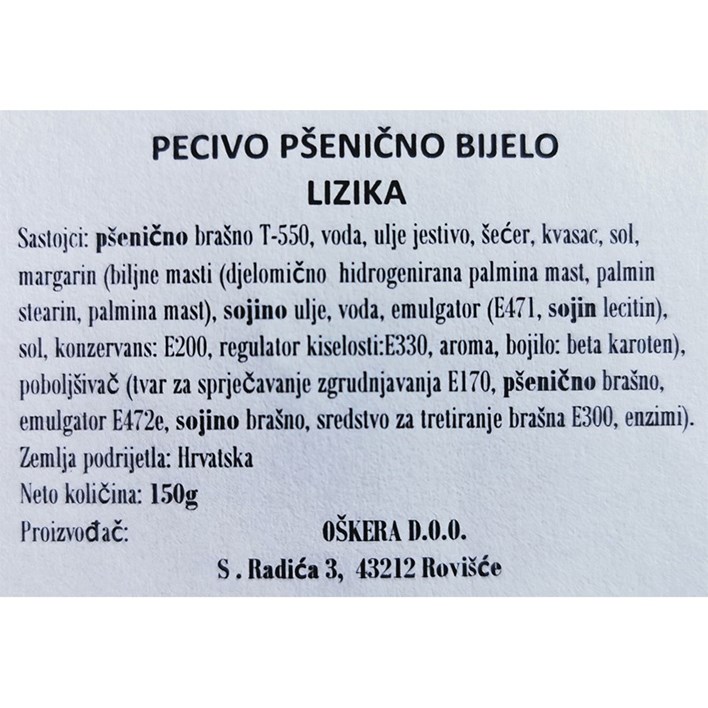 PECIVO PŠENIČNO BIJELO
LIZIKA
Sastojci: pšenično brašno T-550, voda, ulje jestivo, šećer, kvasac, sol,
margarin (biljne masti (djelomično hidrogenirana palmina mast, palmin
stearin, palmina mast), sojino ulje, voda, emulgator (E471, sojin lecitin),
sol, konzervans: E200, regulator kiselosti:E330, aroma, bojilo: beta karoten),
poboljšivač (tvar za sprječavanje zgrudnjavanja E170, pšenično brašno,
emulgator E472e, sojino brašno, sredstvo za tretiranje brašna E300, enzimi).
Zemlja podrijetla: Hrvatska
Neto količina: 150g
Proizvođač: OŠKERA D.O.O.
S . Radića 3, 43212 Rovišće